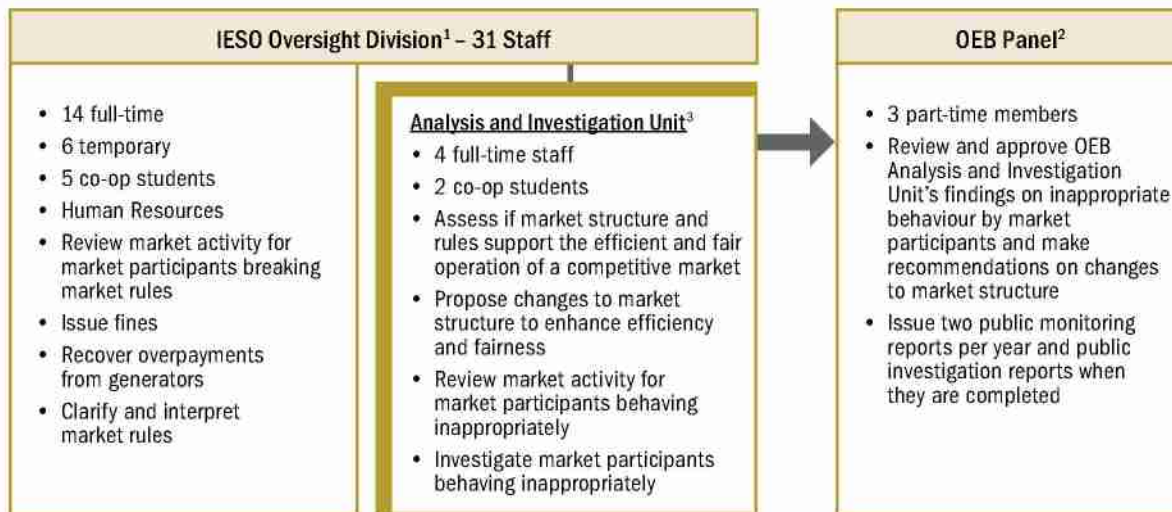 IESO Oversight Division¹ – 31 Staff
• 14 full-time
• 6 temporary
• 5 co-op students
• Human Resources
• Review market activity for
market participants breaking
market rules
• Issue fines
• Recover overpayments
from generators
• Clarify and interpret
market rules
Analysis and Investigation Unit³
• 4 full-time staff
• 2 co-op students
• Assess if market structure and
rules support the efficient and fair
operation of a competitive market
• Propose changes to market
structure to enhance efficiency
and fairness
• Review market activity for
market participants behaving
inappropriately
• Investigate market participants
behaving inappropriately
OEB Panel²
• 3 part-time members
• Review and approve OEB
Analysis and Investigation
Unit’s findings on inappropriate
behaviour by market
participants and make
recommendations on changes
to market structure
• Issue two public monitoring
reports per year and public
investigation reports when
they are completed